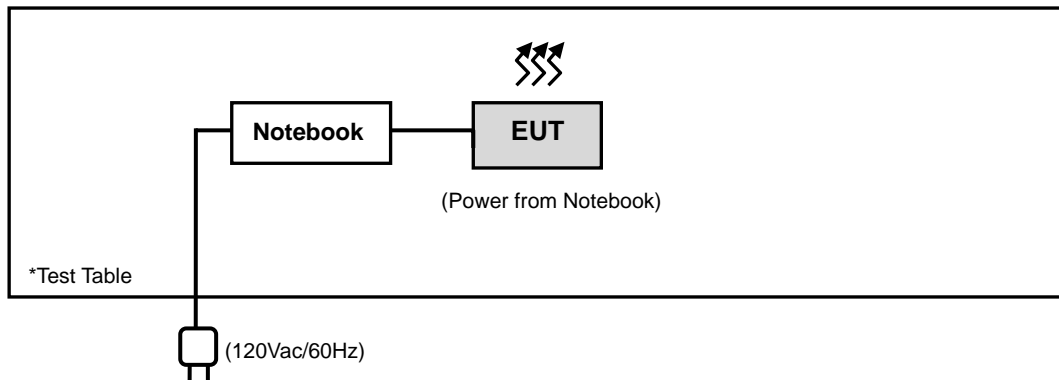 Notebook
EUT
(Power from Notebook)
*Test Table
(120Vac/60Hz)